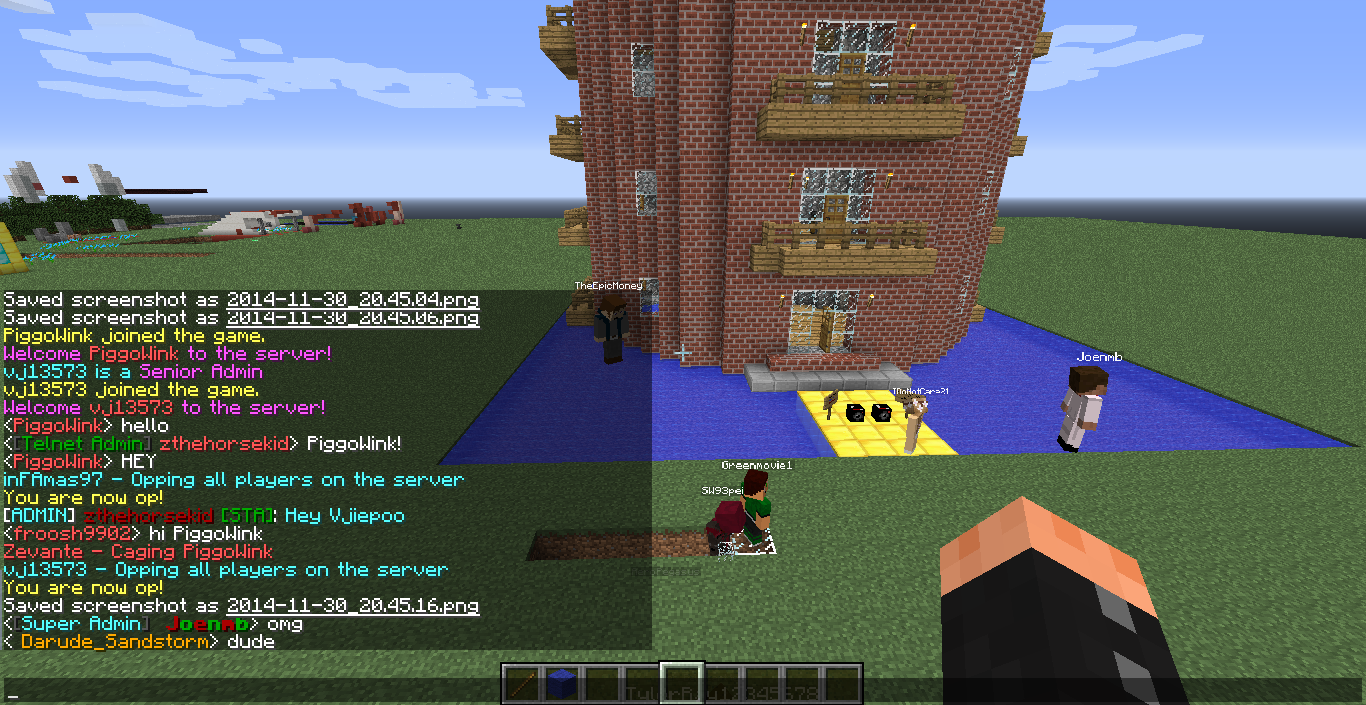 TheEpicMoney
Joenmb
IDoNotCare21
Greenmovie1
SW93pei
Saved screenshot as 2014-11-30_20.45.04.png
Saved screenshot as 2014-11-30_20.45.06.png
PiggoWink joined the game.
Welcome PiggoWink to the server!
vj13573 is a Senior Admin
vj13573 joined the game.
Welcome vj13573 to the server!
<PiggoWink> hello
<[Telnet Admin] zthehorsekid> PiggoWink!
<PiggoWink> HEY
inFAmas97 - Opping all players on the server
You are now op!
[ADMIN] zthehorsekid [STA]: Hey Vjiepoo
<froosh9902> hi PiggoWink
Zevante - Caging PiggoWink
vj13573 - Opping all players on the server
You are now op!
Saved screenshot as 2014-11-30_20.45.16.png
<[Super Admin] Joenmb> omg
< Darude_Sandstorm> dude
_